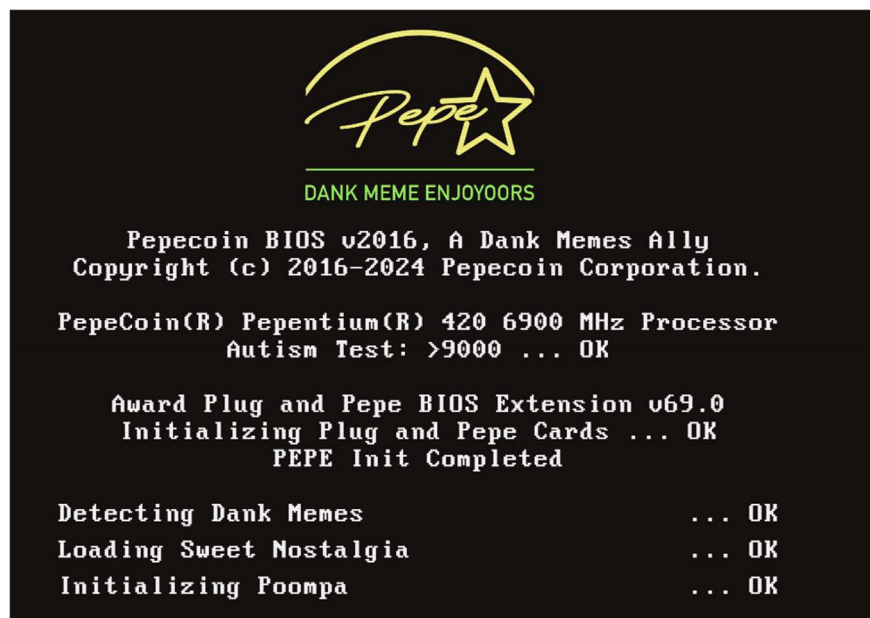 Pepe
DANK MEME ENJOYOORS
Pepecoin BIOS v2016, A Dank Memes Ally
Copyright (c) 2016-2024 Pepecoin Corporation.
PepeCoin(R) Pepentium(R) 420 6900 MHz Processor
Autism Test: >9000 ... OK
Award Plug and Pepe BIOS Extension v69.0
Initializing Plug and Pepe Cards ... OK
PEPE Init Completed
Detecting Dank Memes ... OK
Loading Sweet Nostalgia ... OK
Initializing Poompa ... OK